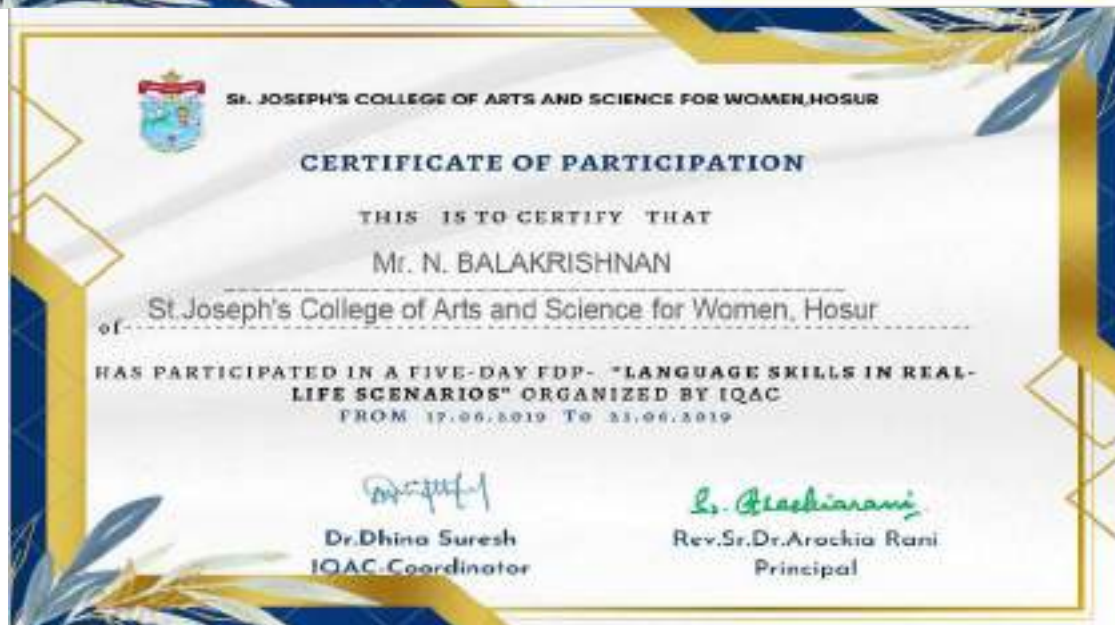 St. JOSEPH'S COLLEGE OF ARTS AND SCIENCE FOR WOMEN,HOSUR
CERTIFICATE OF PARTICIPATION
THIS IS TO CERTIFY THAT
Mr. N. BALAKRISHNAN
of St.Joseph's College of Arts and Science for Women, Hosur
HAS PARTICIPATED IN A FIVE-DAY FDP- "LANGUAGE SKILLS IN REAL-
LIFE SCENARIOS" ORGANIZED BY IQAC
FROM 17.06.2019 To 21.06.2019
Dr.Dhina Suresh
IQAC-Coordinator
Rev.Sr.Dr.Arockia Rani
Principal